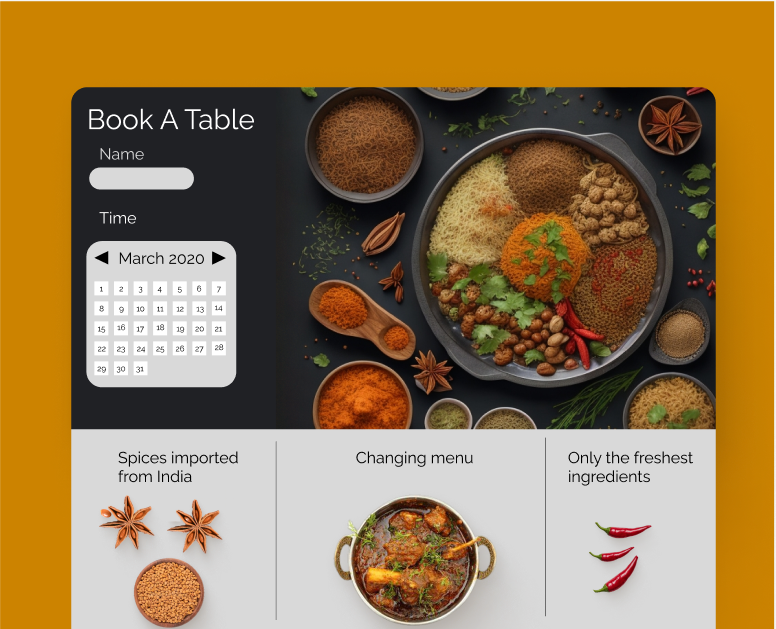 Book A Table
Name
Time
◀ March 2020 ▶
1 2 3 4 5 6 7
8 9 10 11 12 13 14
15 16 17 18 19 20 21
22 23 24 25 26 27 28
29 30 31
Spices imported
from India
Changing menu
Only the freshest
ingredients